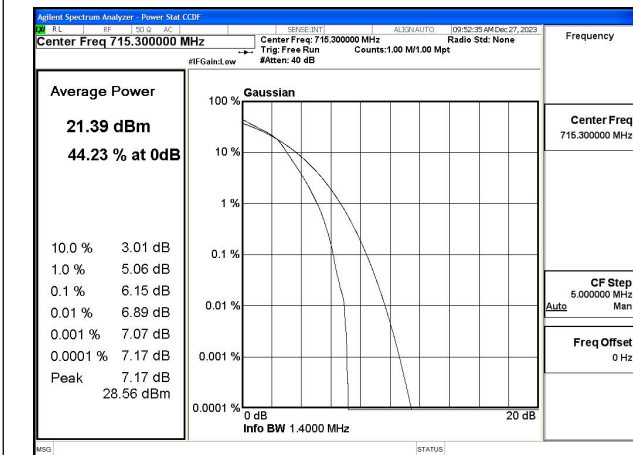 Agilent Spectrum Analyzer - Power Stat CCDF
RL RF 50 Ω AC SENSE:INT ALIGN AUTO 09:52:35 AM Dec 27, 2023
Center Freq 715.300000 MHz
Center Freq: 715.300000 MHz Radio Std: None
Trig: Free Run Counts:1.00 M/1.00 Mpt
#IFGain:Low #Atten: 40 dB
Frequency
Average Power
21.39 dBm
44.23 % at 0dB
10.0 % 3.01 dB
1.0 % 5.06 dB
0.1 % 6.15 dB
0.01 % 6.89 dB
0.001 % 7.07 dB
0.0001 % 7.17 dB
Peak 7.17 dB
28.56 dBm
Gaussian
100 %
10 %
1 %
0.1 %
0.01 %
0.001 %
0.0001 %
0 dB 20 dB
Info BW 1.4000 MHz
Center Freq
715.300000 MHz
CF Step
5.000000 MHz
Auto Man
Freq Offset
0 Hz
MSG STATUS